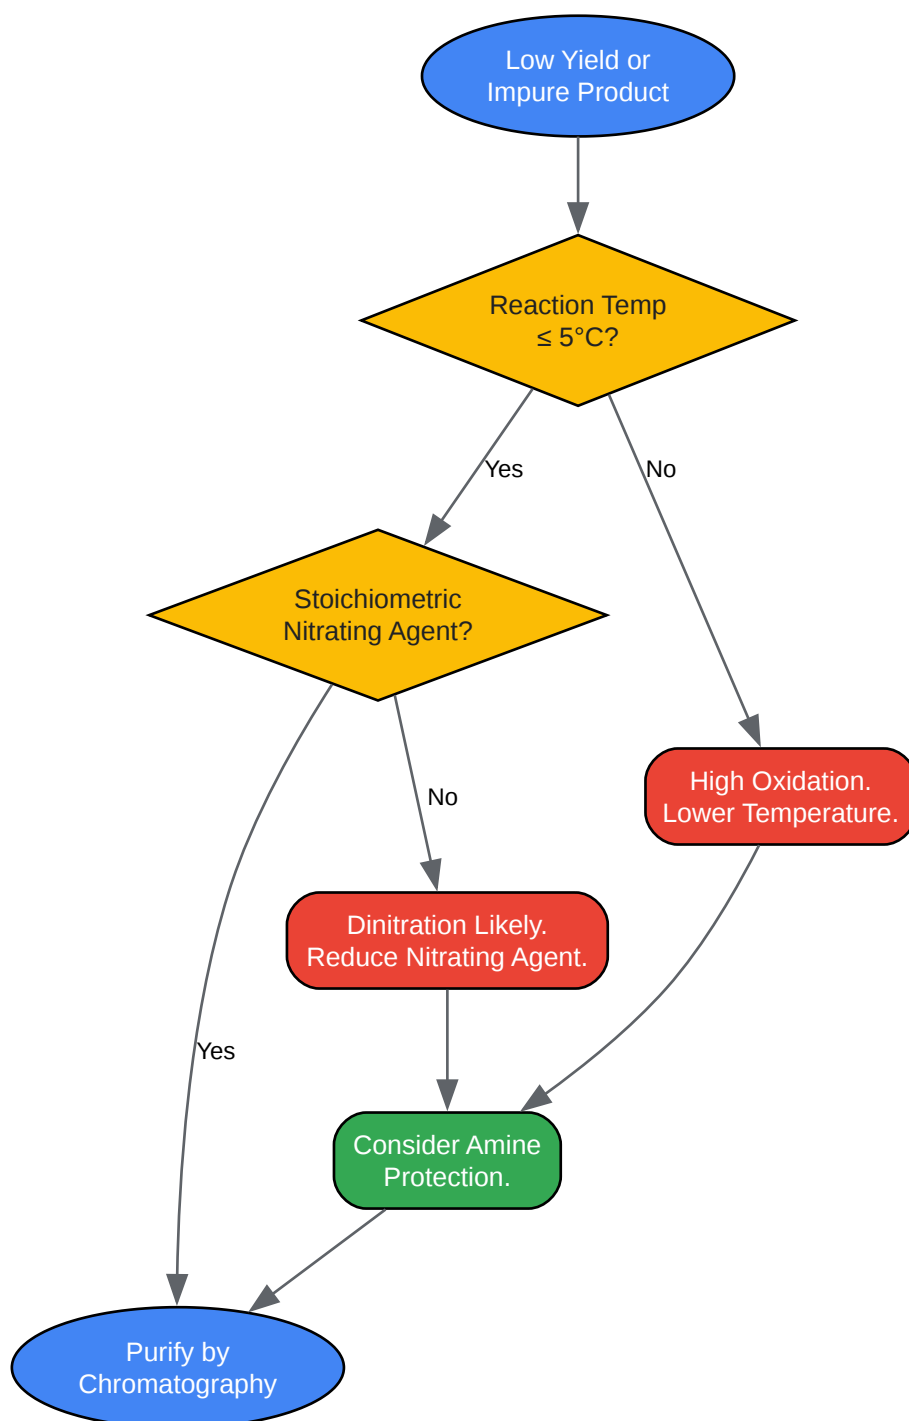 Low Yield or
Impure Product
Reaction Temp
≤ 5°C?
Yes
No
Stoichiometric
Nitrating Agent?
High Oxidation.
Lower Temperature.
No
Dinitration Likely.
Reduce Nitrating Agent.
Yes
Consider Amine
Protection.
Purify by
Chromatography